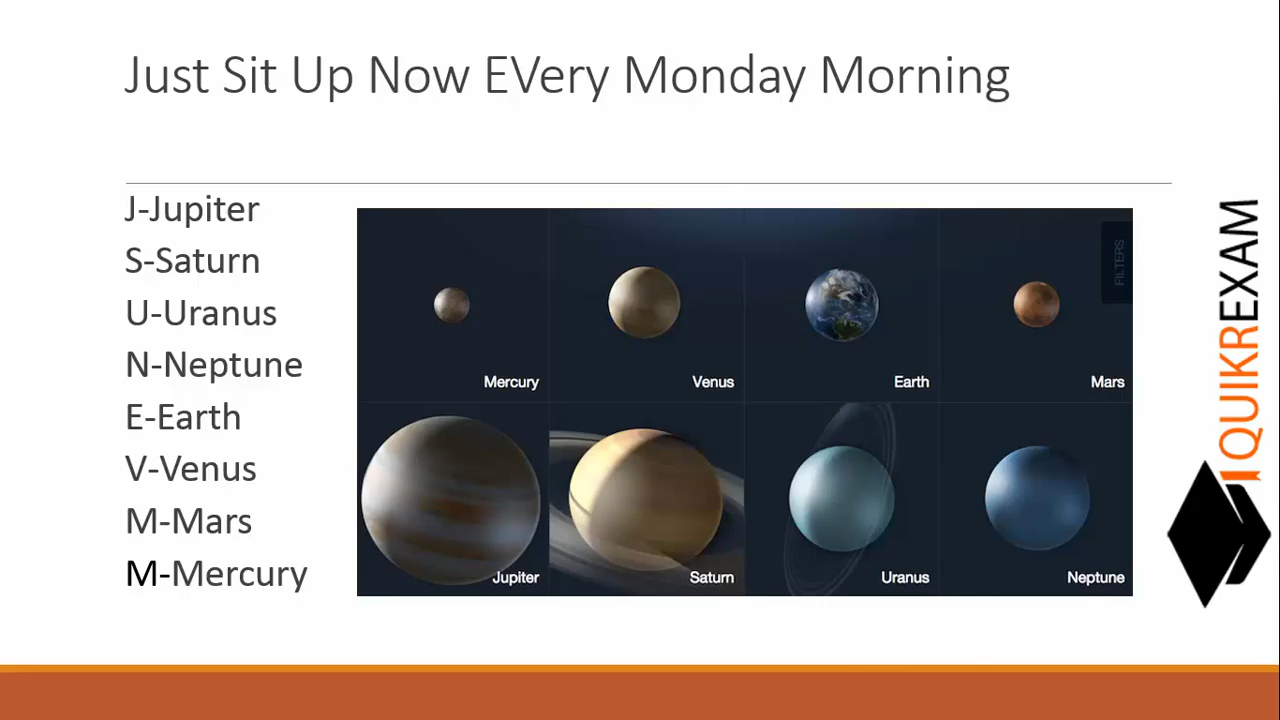 Just Sit Up Now EVery Monday Morning
J-Jupiter
S-Saturn
U-Uranus
N-Neptune
E-Earth
V-Venus
M-Mars
M-Mercury
FILTERS
Mercury
Venus
Earth
Mars
Jupiter
Saturn
Uranus
Neptune
QUIKREXAM